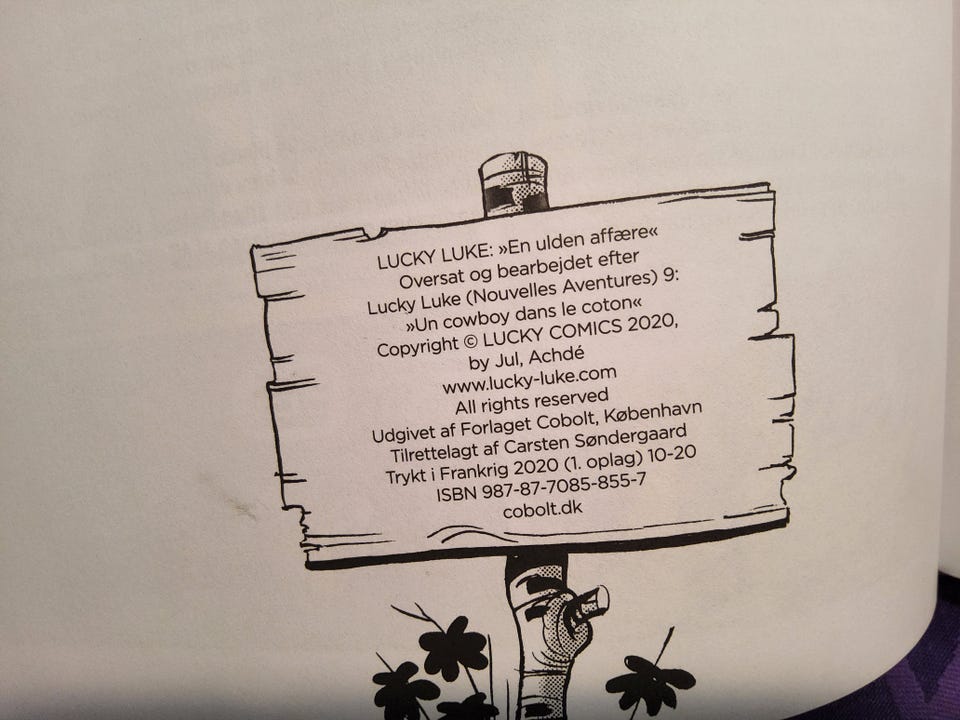 LUCKY LUKE: »En ulden affære«
Oversat og bearbejdet efter
Lucky Luke (Nouvelles Aventures) 9:
»Un cowboy dans le coton«
Copyright © LUCKY COMICS 2020,
by Jul, Achdé
www.lucky-luke.com
All rights reserved
Udgivet af Forlaget Cobolt, København
Tilrettelagt af Carsten Søndergaard
Trykt i Frankrig 2020 (1. oplag) 10-20
ISBN 987-87-7085-855-7
cobolt.dk